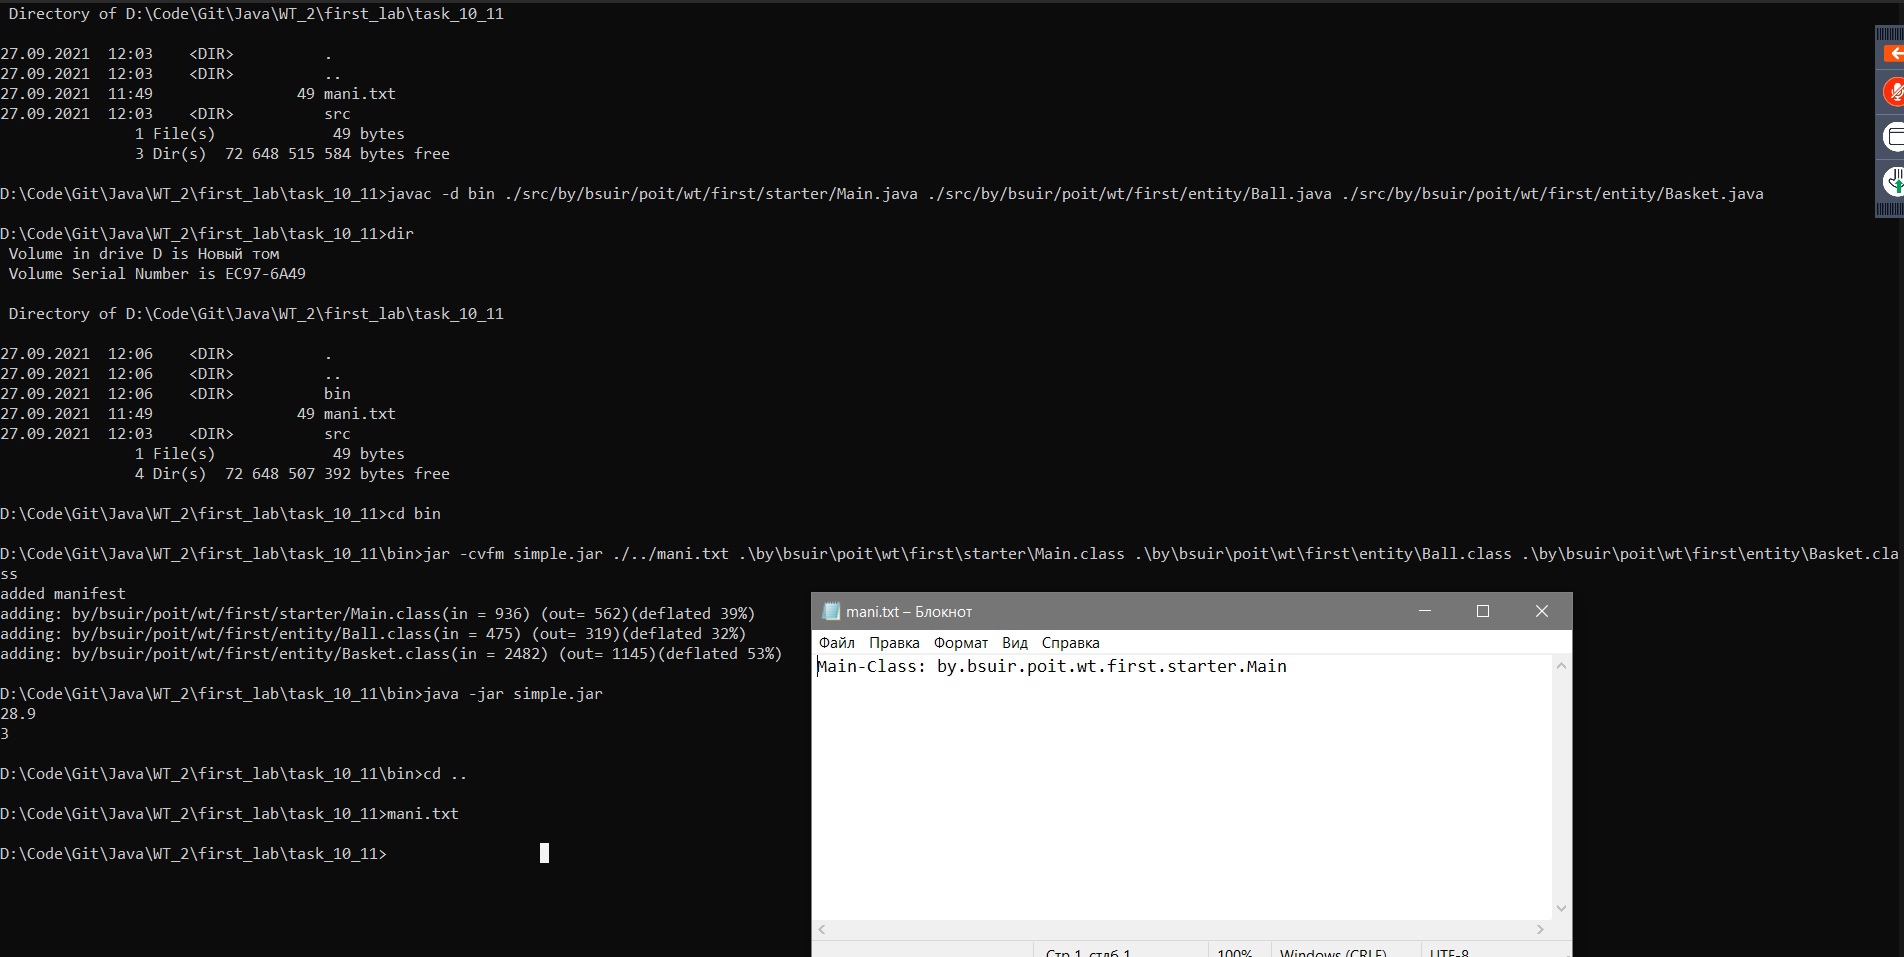 Directory of D:\Code\Git\Java\WT_2\first_lab\task_10_11
27.09.2021  12:03    <DIR>          .
27.09.2021  12:03    <DIR>          ..
27.09.2021  11:49                49 mani.txt
27.09.2021  12:03    <DIR>          src
1 File(s)             49 bytes
3 Dir(s)  72 648 515 584 bytes free
D:\Code\Git\Java\WT_2\first_lab\task_10_11>javac -d bin ./src/by/bsuir/poit/wt/first/starter/Main.java ./src/by/bsuir/poit/wt/first/entity/Ball.java ./src/by/bsuir/poit/wt/first/entity/Basket.java
D:\Code\Git\Java\WT_2\first_lab\task_10_11>dir
Volume in drive D is Новый том
Volume Serial Number is EC97-6A49
Directory of D:\Code\Git\Java\WT_2\first_lab\task_10_11
27.09.2021  12:06    <DIR>          .
27.09.2021  12:06    <DIR>          ..
27.09.2021  12:06    <DIR>          bin
27.09.2021  11:49                49 mani.txt
27.09.2021  12:03    <DIR>          src
1 File(s)             49 bytes
4 Dir(s)  72 648 507 392 bytes free
D:\Code\Git\Java\WT_2\first_lab\task_10_11>cd bin
D:\Code\Git\Java\WT_2\first_lab\task_10_11\bin>jar -cvfm simple.jar ./../mani.txt .\by\bsuir\poit\wt\first\starter\Main.class .\by\bsuir\poit\wt\first\entity\Ball.class .\by\bsuir\poit\wt\first\entity\Basket.cla
ss
added manifest
adding: by/bsuir/poit/wt/first/starter/Main.class(in = 936) (out= 562)(deflated 39%)
adding: by/bsuir/poit/wt/first/entity/Ball.class(in = 475) (out= 319)(deflated 32%)
adding: by/bsuir/poit/wt/first/entity/Basket.class(in = 2482) (out= 1145)(deflated 53%)
D:\Code\Git\Java\WT_2\first_lab\task_10_11\bin>java -jar simple.jar
28.9
3
D:\Code\Git\Java\WT_2\first_lab\task_10_11\bin>cd ..
D:\Code\Git\Java\WT_2\first_lab\task_10_11>mani.txt
D:\Code\Git\Java\WT_2\first_lab\task_10_11>
mani.txt – Блокнот
Файл Правка Формат Вид Справка
Main-Class: by.bsuir.poit.wt.first.starter.Main
Стр 1, стлб 1 100% Windows (CRLF) UTF-8